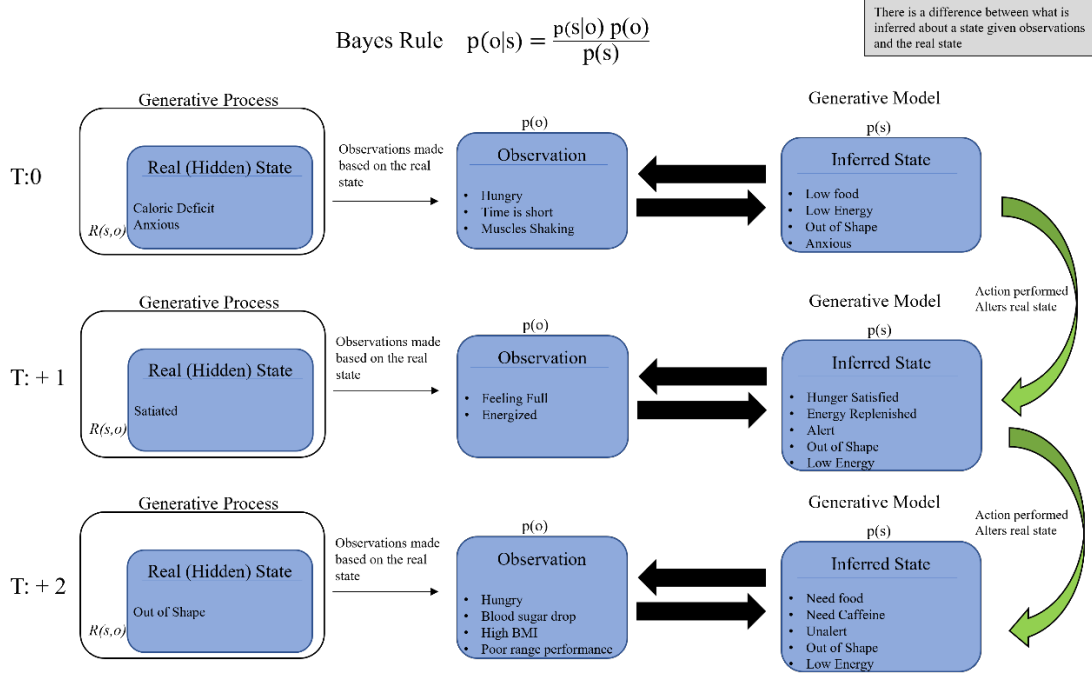 There is a difference between what is
inferred about a state given observations
and the real state
Bayes Rule p(o|s) = p(s|o) p(o) / p(s)
Generative Process
Generative Model
p(o)
p(s)
T:0
Real (Hidden) State
Caloric Deficit
Anxious
R(s,o)
Observations made
based on the real
state
Observation
• Hungry
• Time is short
• Muscles Shaking
Inferred State
• Low food
• Low Energy
• Out of Shape
• Anxious
Action performed
Alters real state
Generative Process
Generative Model
p(o)
p(s)
T: + 1
Real (Hidden) State
Satiated
R(s,o)
Observations made
based on the real
state
Observation
• Feeling Full
• Energized
Inferred State
• Hunger Satisfied
• Energy Replenished
• Alert
• Out of Shape
• Low Energy
Action performed
Alters real state
Generative Process
Generative Model
p(o)
p(s)
T: + 2
Real (Hidden) State
Out of Shape
R(s,o)
Observations made
based on the real
state
Observation
• Hungry
• Blood sugar drop
• High BMI
• Poor range performance
Inferred State
• Need food
• Need Caffeine
• Unalert
• Out of Shape
• Low Energy